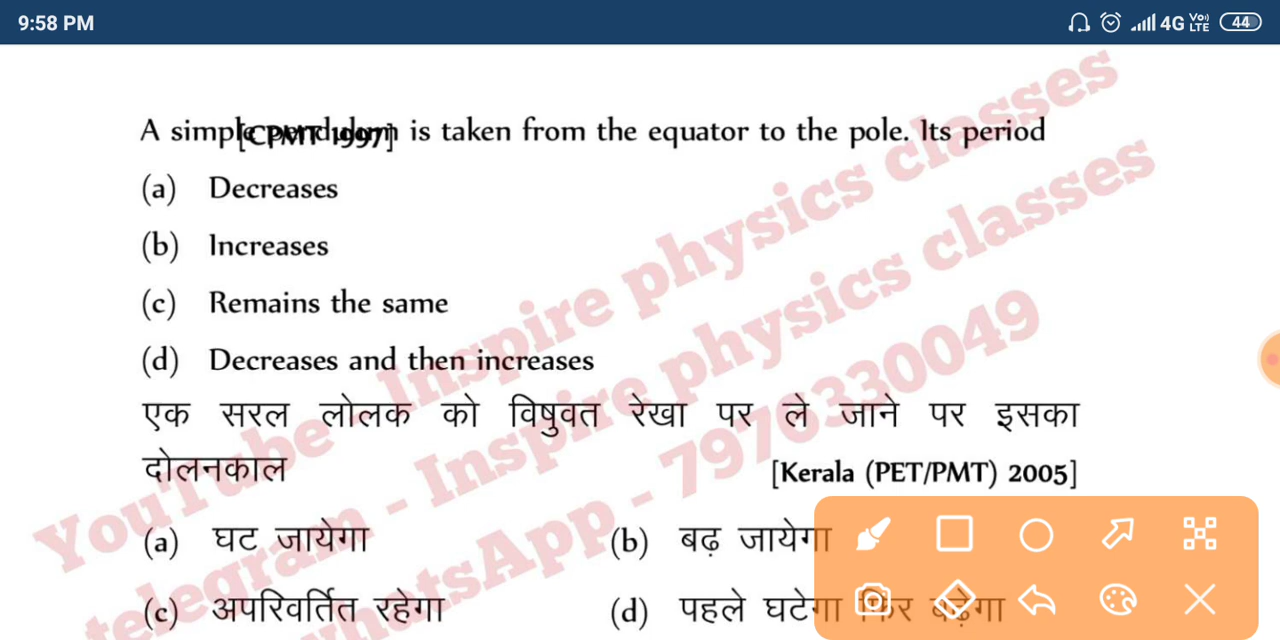 9:58 PM
4G Vo) LTE 44
A simple pendulum is taken from the equator to the pole. Its period
[CPMT 1997]
(a) Decreases
(b) Increases
(c) Remains the same
(d) Decreases and then increases
एक सरल लोलक को विषुवत रेखा पर ले जाने पर इसका
दोलनकाल [Kerala (PET/PMT) 2005]
(a) घट जायेगा (b) बढ़ जायेगा
(c) अपरिवर्तित रहेगा (d) पहले घटेगा फिर बढ़ेगा
YouTube - Inspire physics classes
telegram - Inspire physics classes
whatsApp - 7976330049